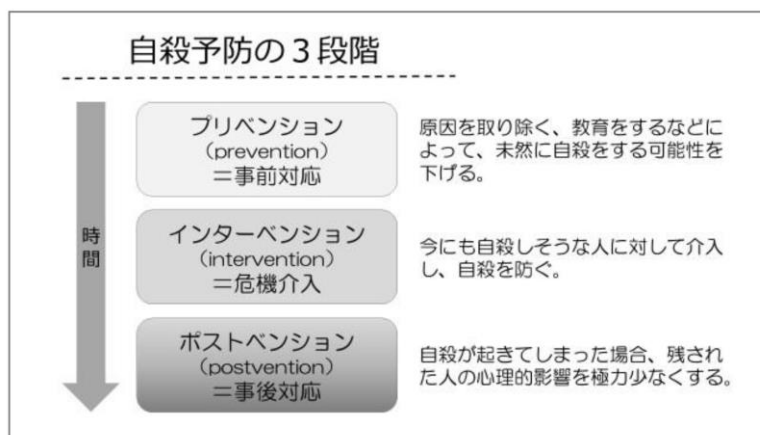 自殺予防の３段階
時間
プリベンション
(prevention)
＝事前対応
原因を取り除く、教育をするなどに
よって、未然に自殺をする可能性を
下げる。
インターベンション
(intervention)
＝危機介入
今にも自殺しそうな人に対して介入
し、自殺を防ぐ。
ポストベンション
(postvention)
＝事後対応
自殺が起きてしまった場合、残され
た人の心理的影響を極力少なくする。